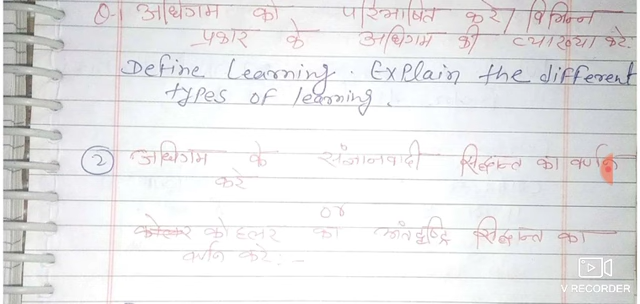 Q.1 अधिगम को परिभाषित करे / विभिन्न
प्रकार के अधिगम की व्याख्या करे.
Define Learning. Explain the different
types of learning.
2 अधिगम के संज्ञानवादी सिद्धान्त का वर्णन
करे
or
कोहलर का अंतर्दृष्टि सिद्धान्त का
वर्णन करे:-
V RECORDER